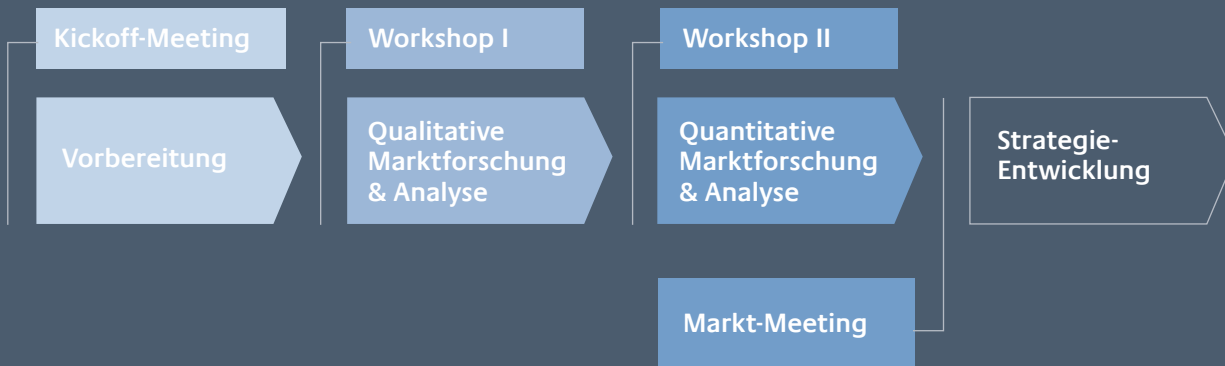 Kickoff-Meeting
Workshop I
Workshop II
Vorbereitung
Qualitative
Marktforschung
& Analyse
Quantitative
Marktforschung
& Analyse
Strategie-
Entwicklung
Markt-Meeting